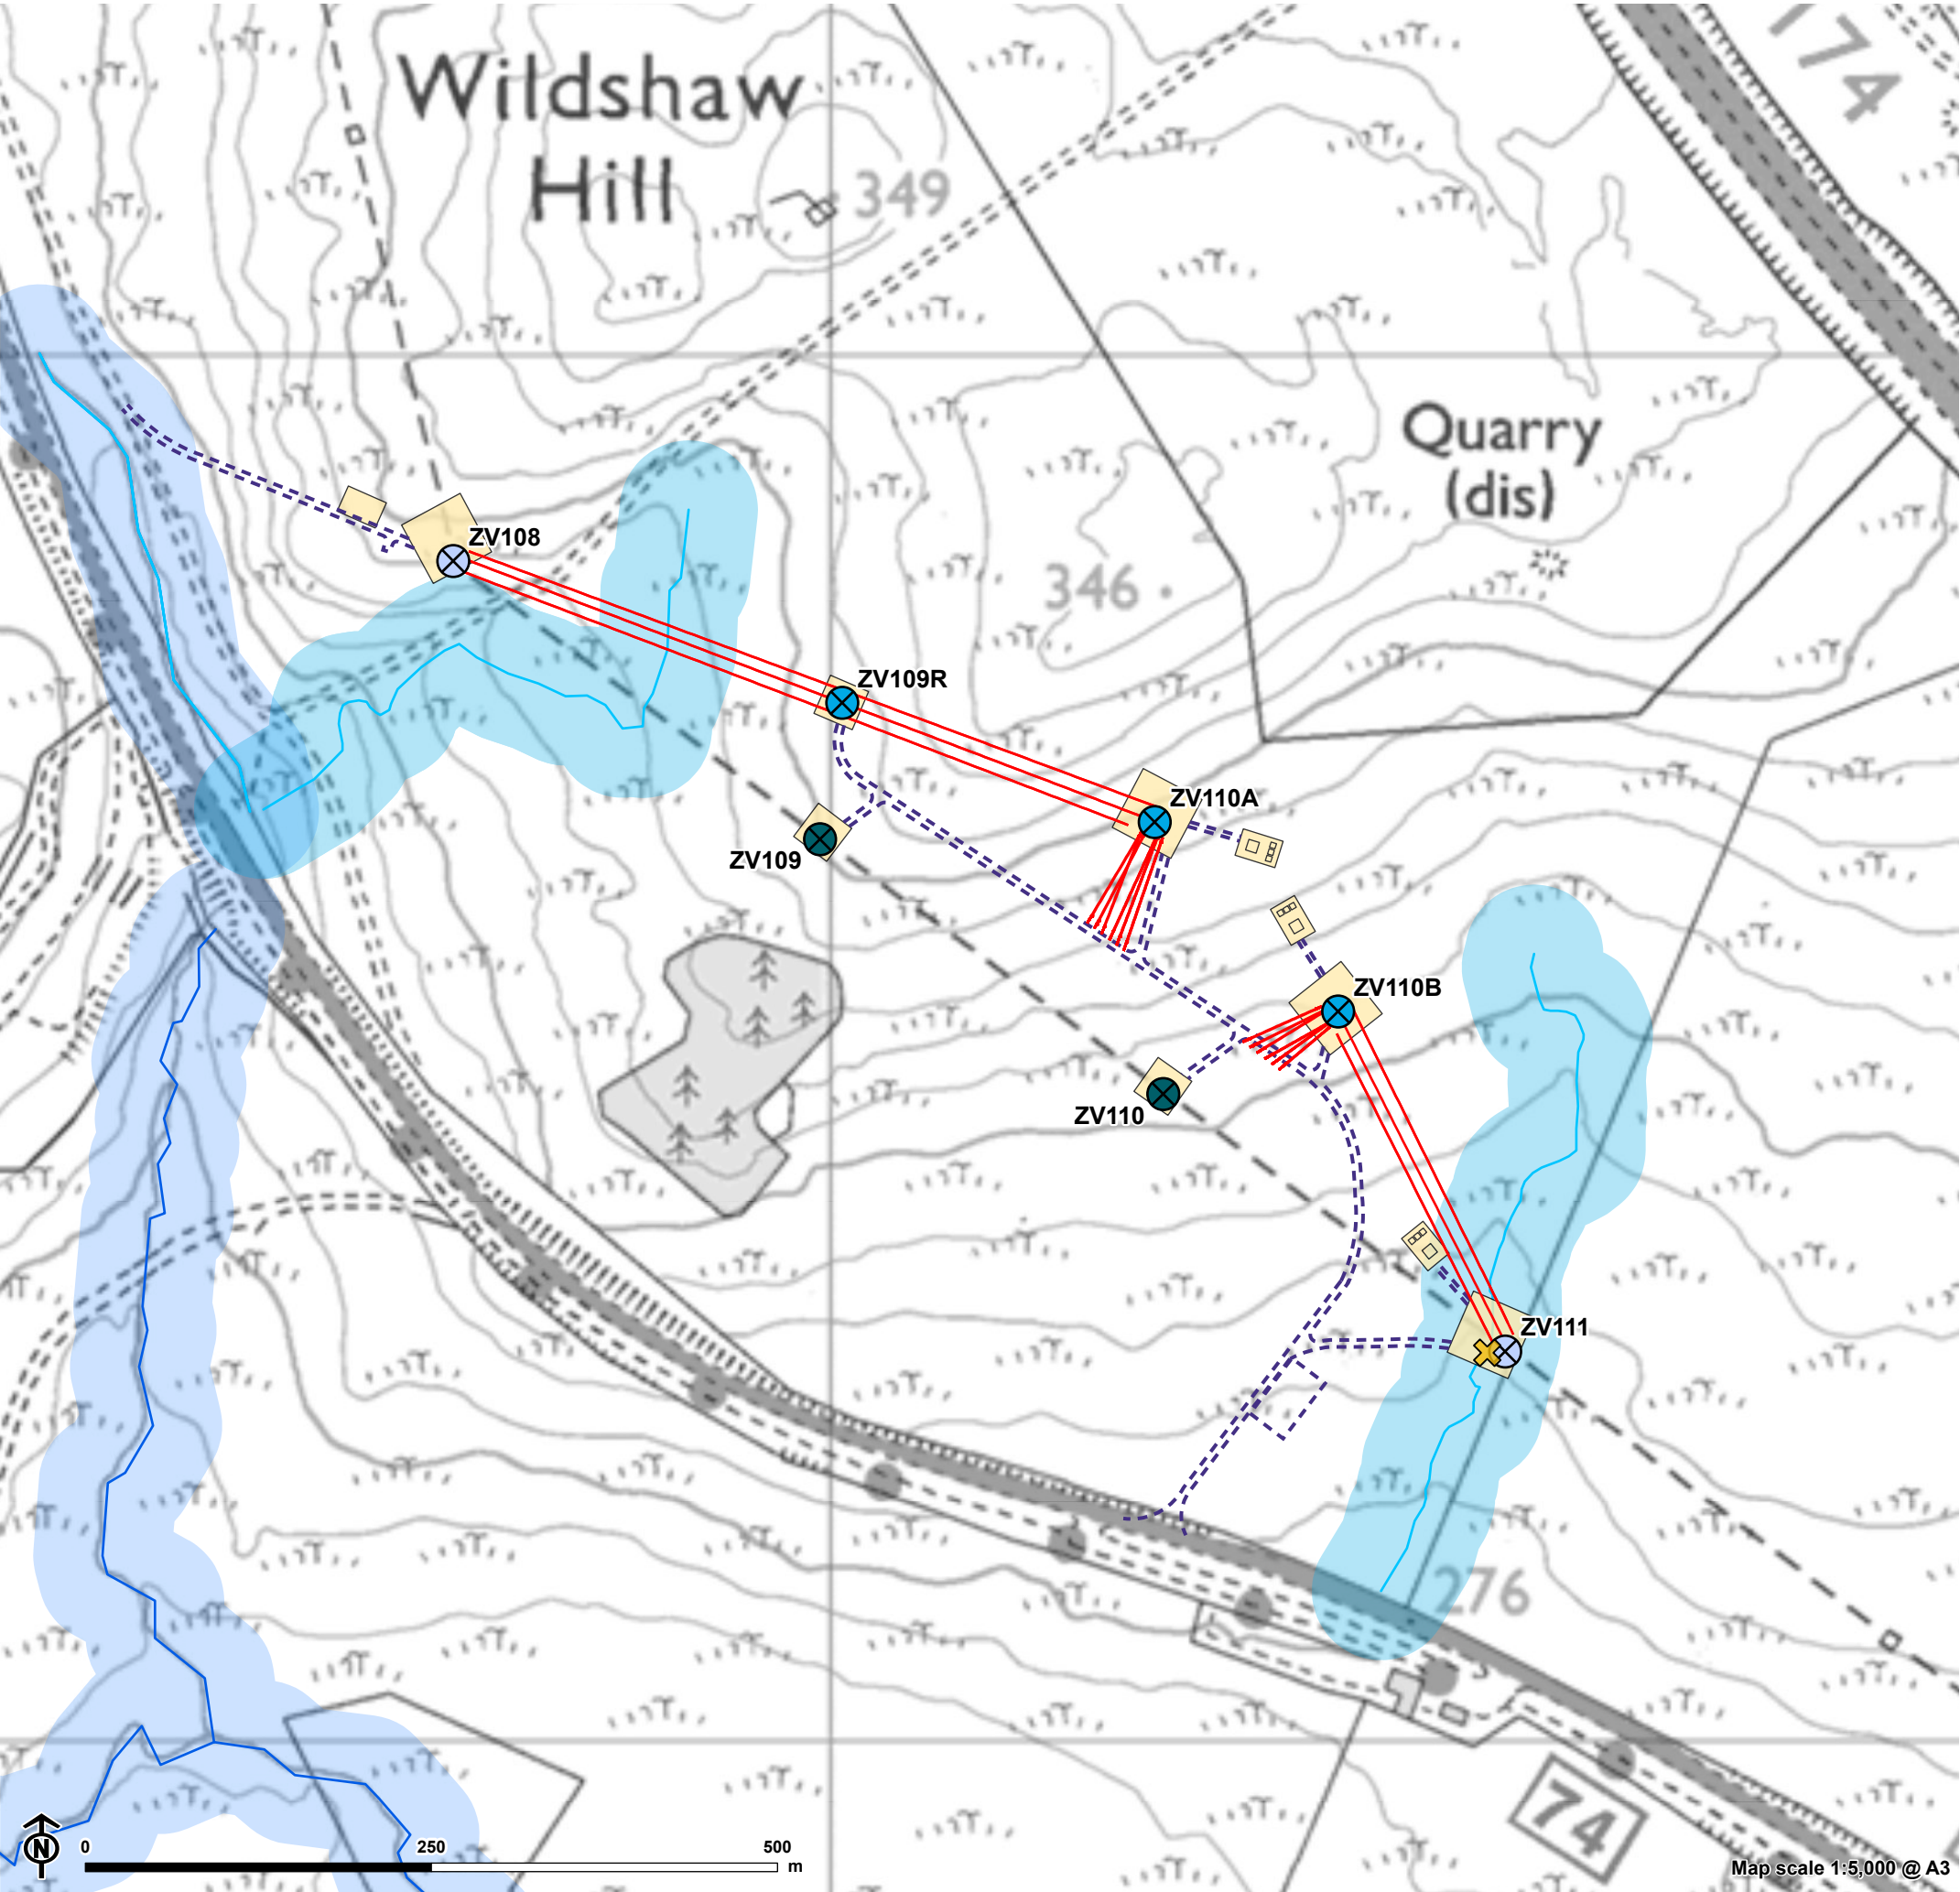 174
Wildshaw
Hill
349
Quarry
(dis)
ZV108
346
ZV109R
ZV110A
ZV109
ZV110B
ZV110
ZV111
276
74
N
0 250 500
m
Map scale 1:5,000 @ A3